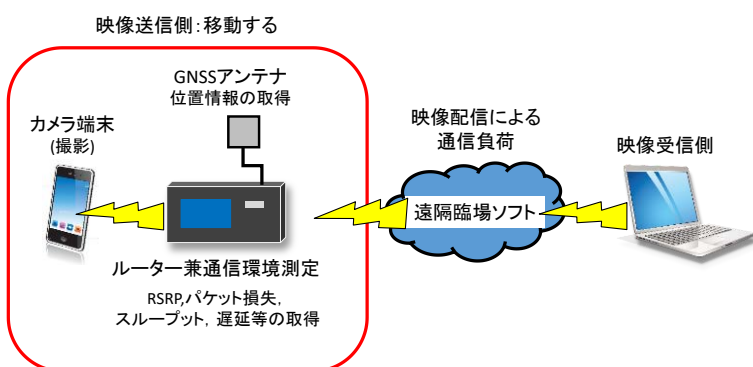 映像送信側：移動する
GNSSアンテナ
位置情報の取得
カメラ端末
(撮影)
ルーター兼通信環境測定
RSRP,パケット損失，
スループット，遅延等の取得
映像配信による
通信負荷
遠隔臨場ソフト
映像受信側